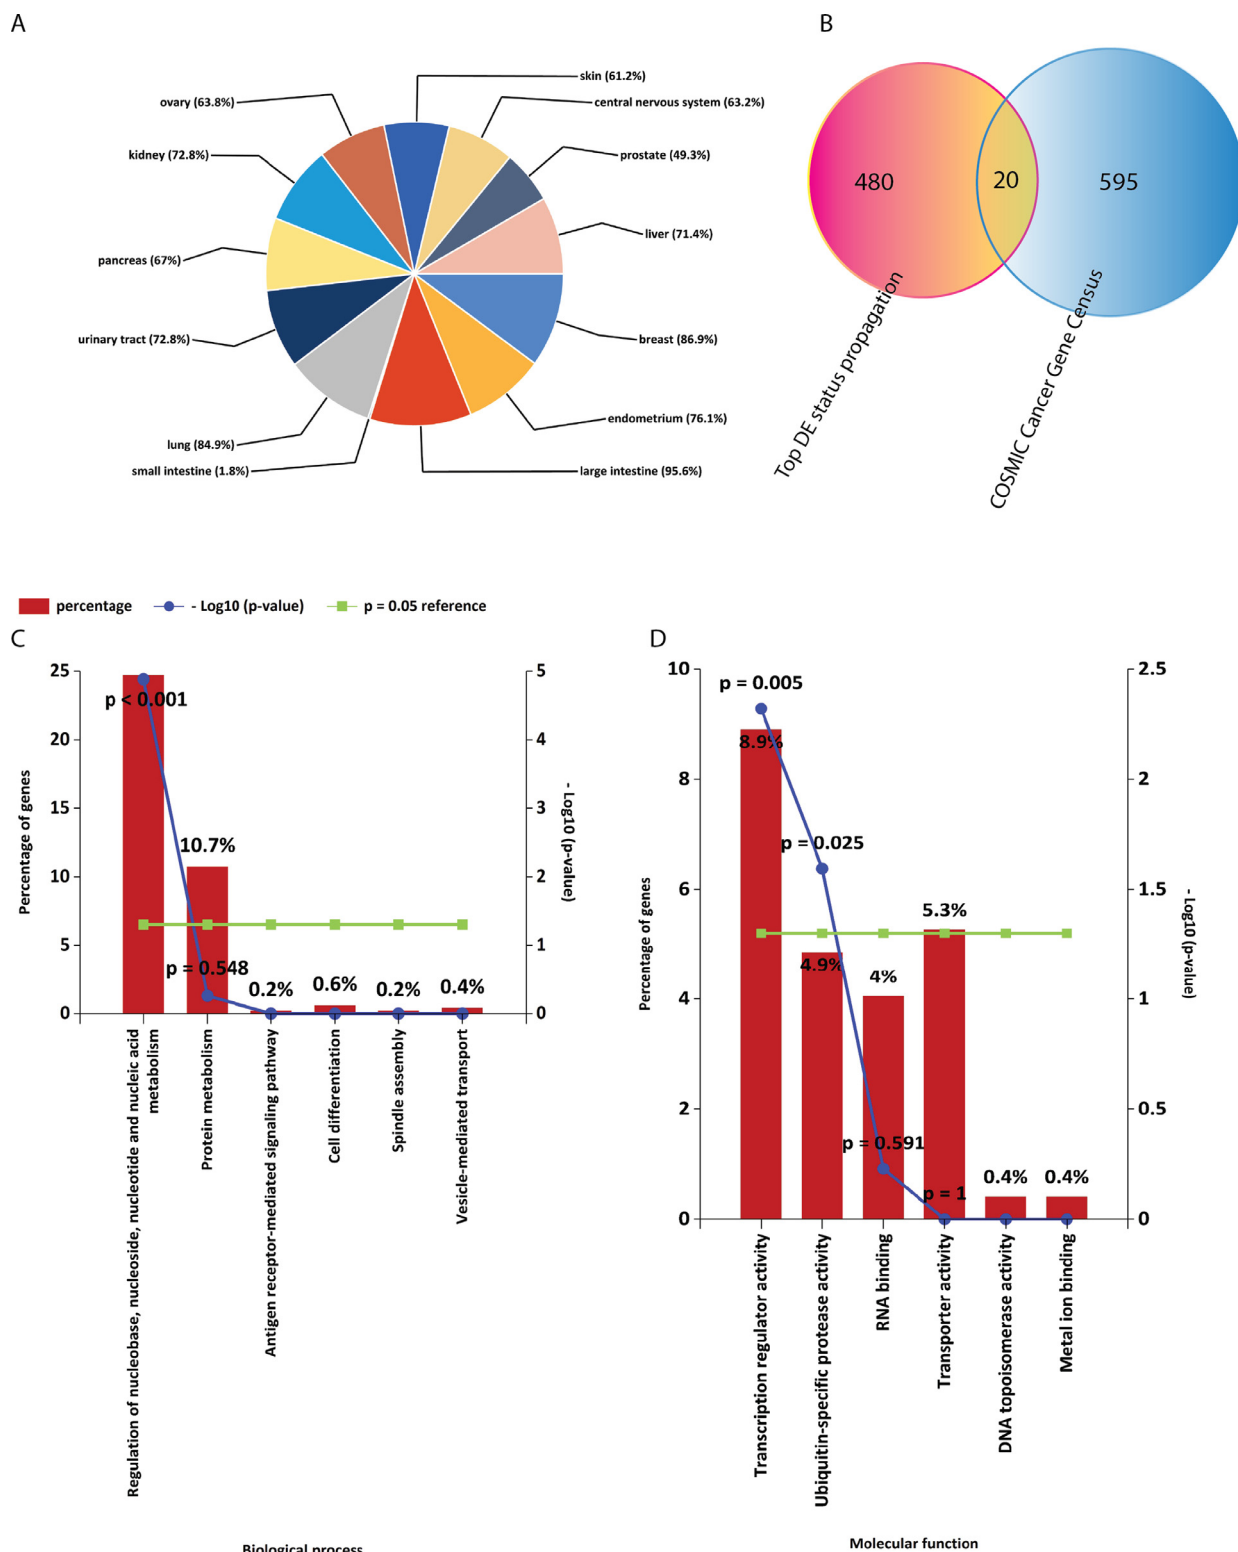 A
skin (61.2%)
central nervous system (63.2%)
prostate (49.3%)
liver (71.4%)
breast (86.9%)
endometrium (76.1%)
large intestine (95.6%)
small intestine (1.8%)
lung (84.9%)
urinary tract (72.8%)
pancreas (67%)
kidney (72.8%)
ovary (63.8%)
B
480
20
595
Top DE status propagation
COSMIC Cancer Gene Census
percentage
- Log10 (p-value)
p = 0.05 reference
C
25
20
15
10
5
0
Percentage of genes
5
4
3
2
1
0
- Log10 (p-value)
p < 0.001
10.7%
p = 0.548
0.2%
0.6%
0.2%
0.4%
Regulation of nucleobase, nucleoside, nucleotide and nucleic acid
metabolism
Protein metabolism
Antigen receptor-mediated signaling pathway
Cell differentiation
Spindle assembly
Vesicle-mediated transport
Biological process
D
10
8
6
4
2
0
Percentage of genes
2.5
2
1.5
1
0.5
0
- Log10 (p-value)
p = 0.005
8.9%
p = 0.025
4.9%
4%
p = 0.591
5.3%
p = 1
0.4%
0.4%
Transcription regulator activity
Ubiquitin-specific protease activity
RNA binding
Transporter activity
DNA topoisomerase activity
Metal ion binding
Molecular function